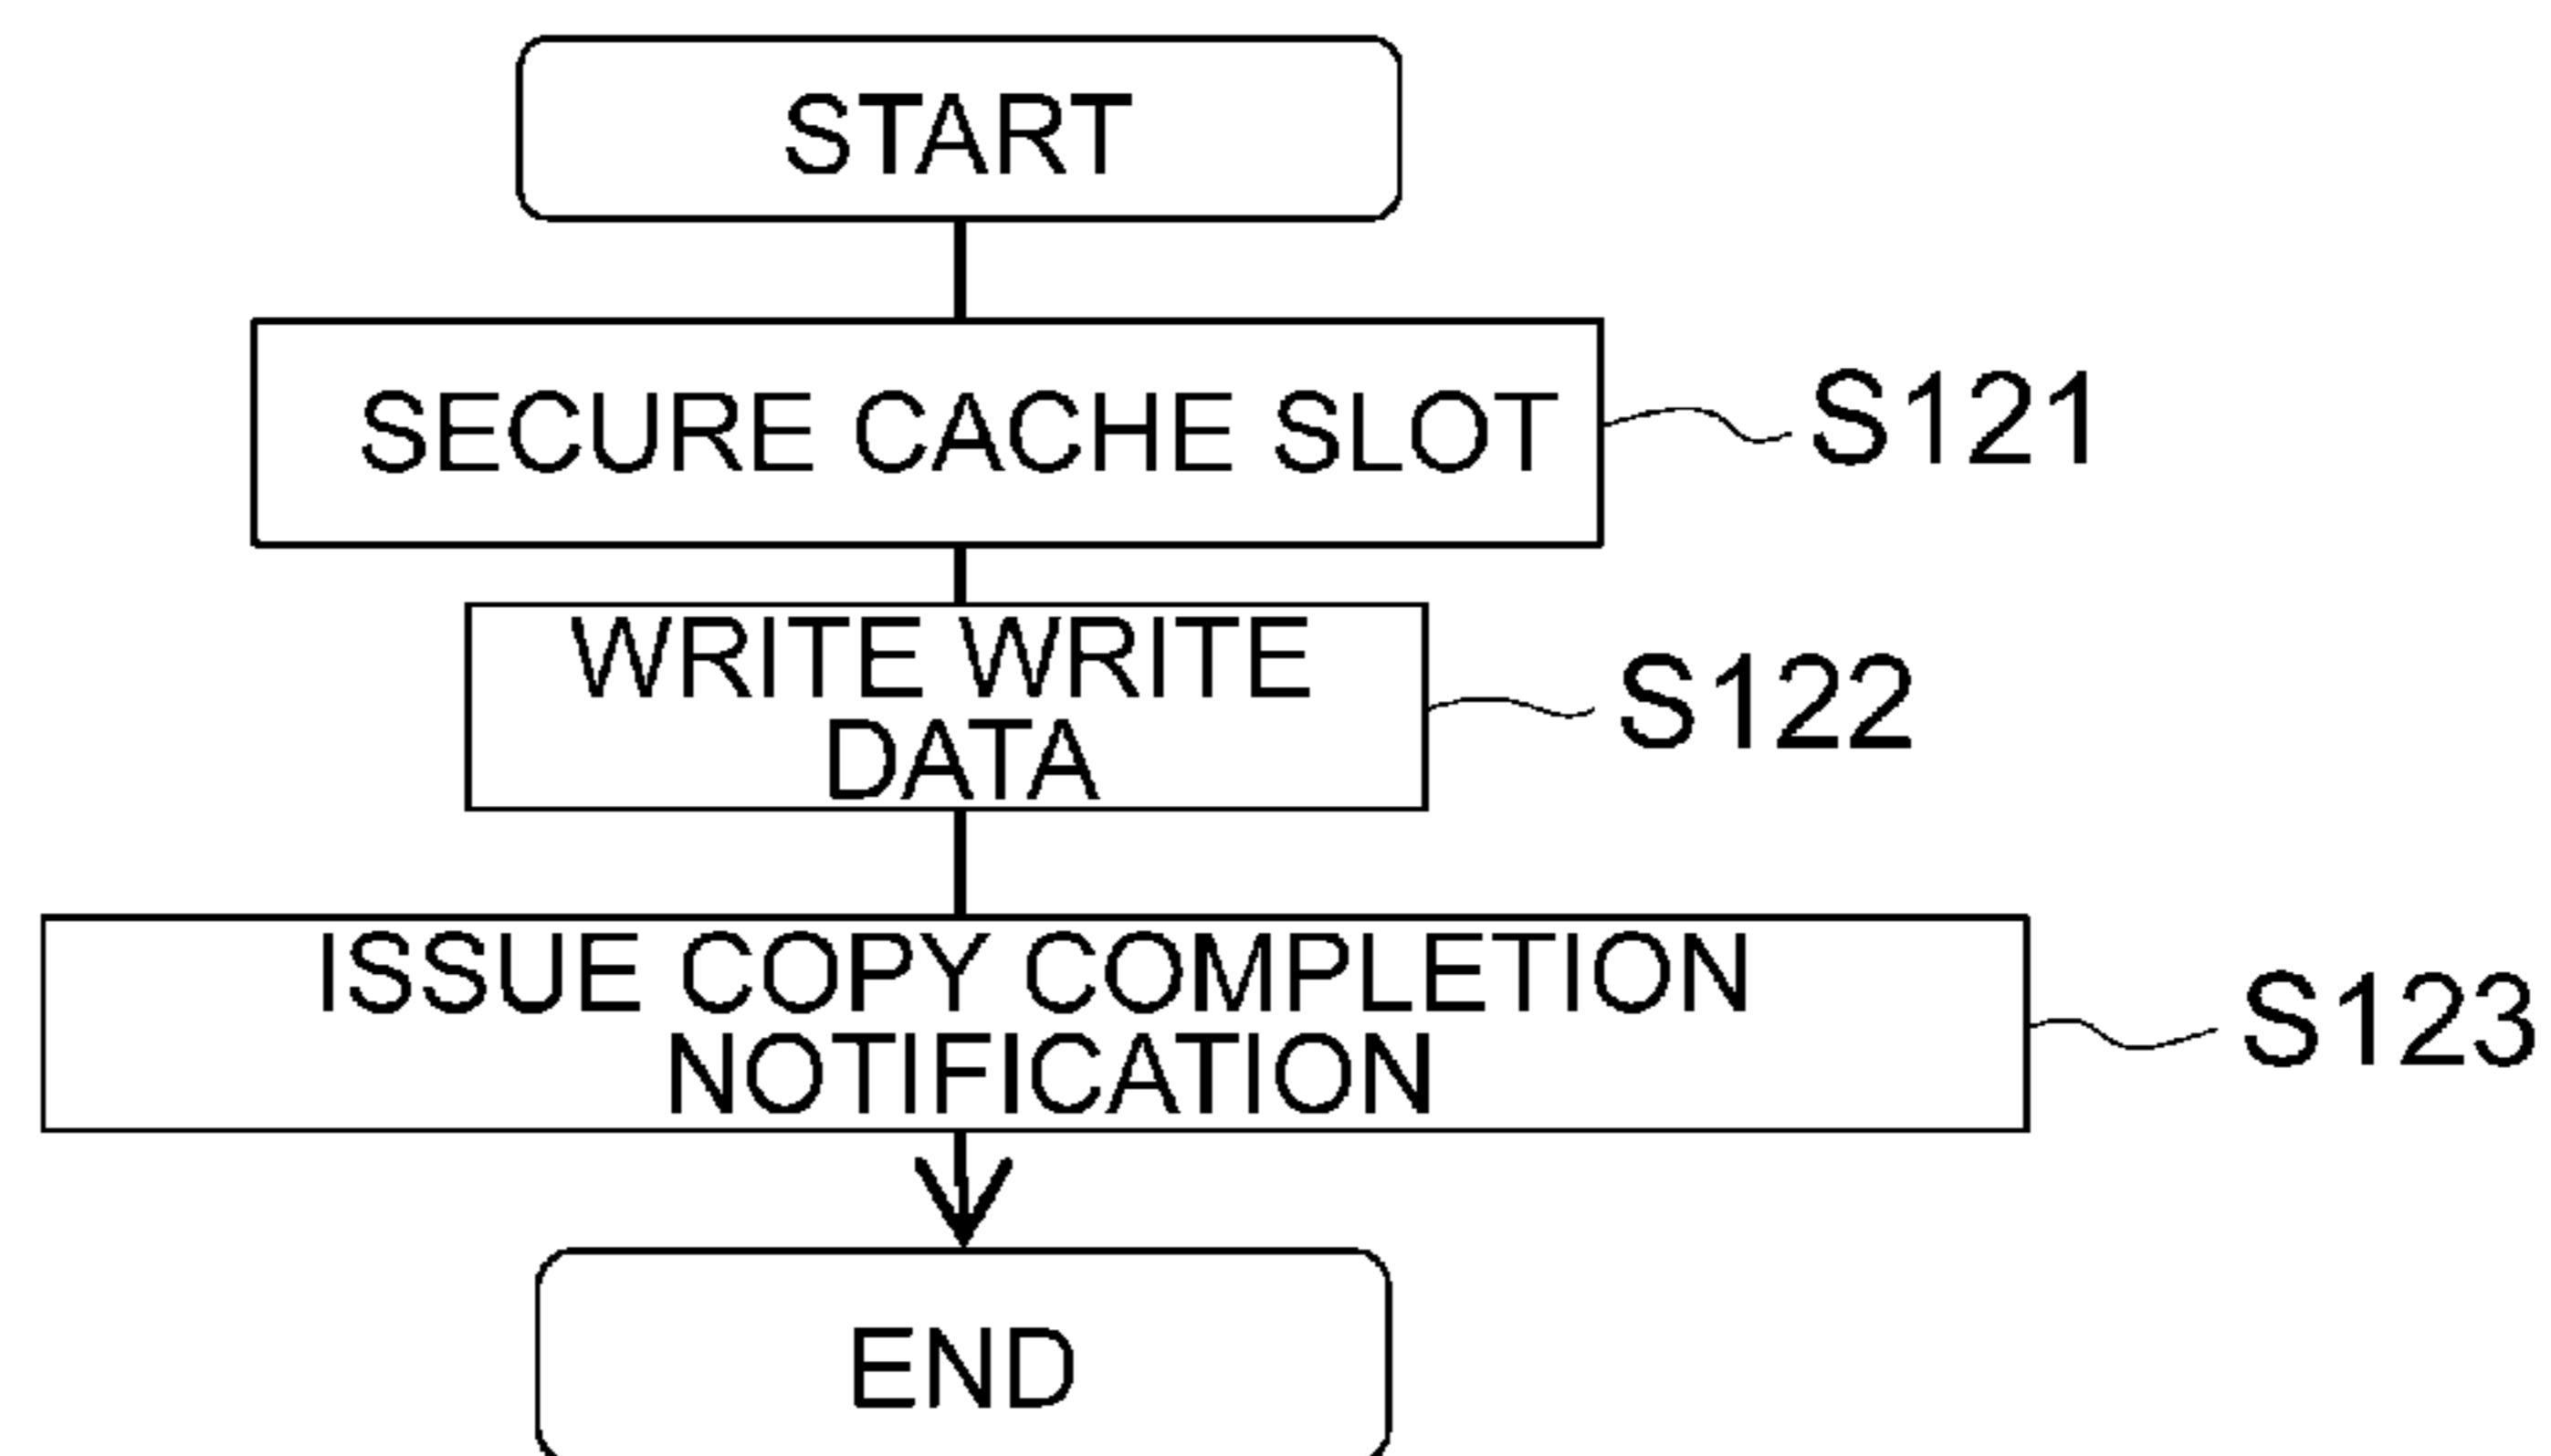 START
SECURE CACHE SLOT
S121
WRITE WRITE
DATA
S122
ISSUE COPY COMPLETION
NOTIFICATION
S123
END